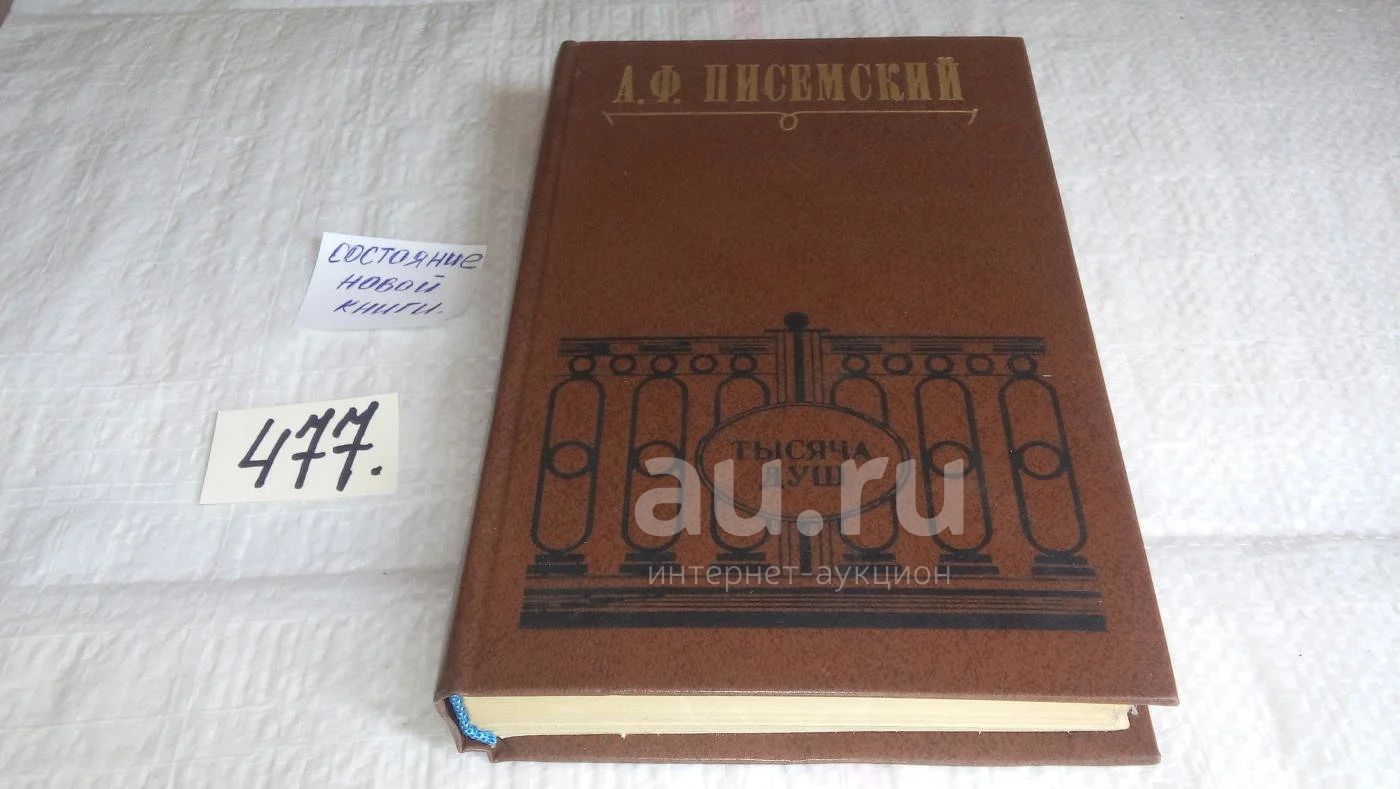 А.Ф. ПИСЕМСКИЙ
состояние
новой
книги.
477.
ТЫСЯЧА
ДУШ
au.ru
интернет-аукцион